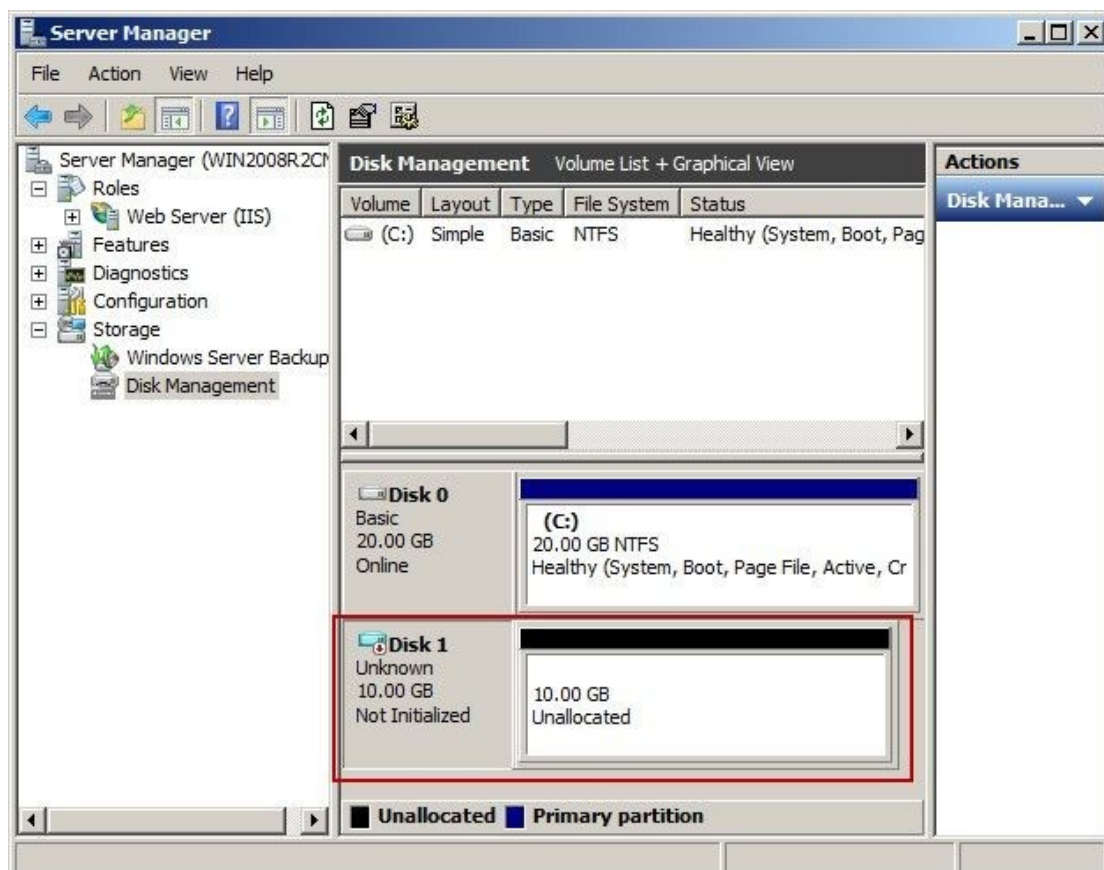 Server Manager
File Action View Help
Server Manager (WIN2008R2CN
Roles
Web Server (IIS)
Features
Diagnostics
Configuration
Storage
Windows Server Backup
Disk Management
Disk Management Volume List + Graphical View
Volume Layout Type File System Status
(C:) Simple Basic NTFS Healthy (System, Boot, Pag
Disk 0
Basic
20.00 GB
Online
(C:)
20.00 GB NTFS
Healthy (System, Boot, Page File, Active, Cr
Disk 1
Unknown
10.00 GB
Not Initialized
10.00 GB
Unallocated
Unallocated Primary partition
Actions
Disk Mana...